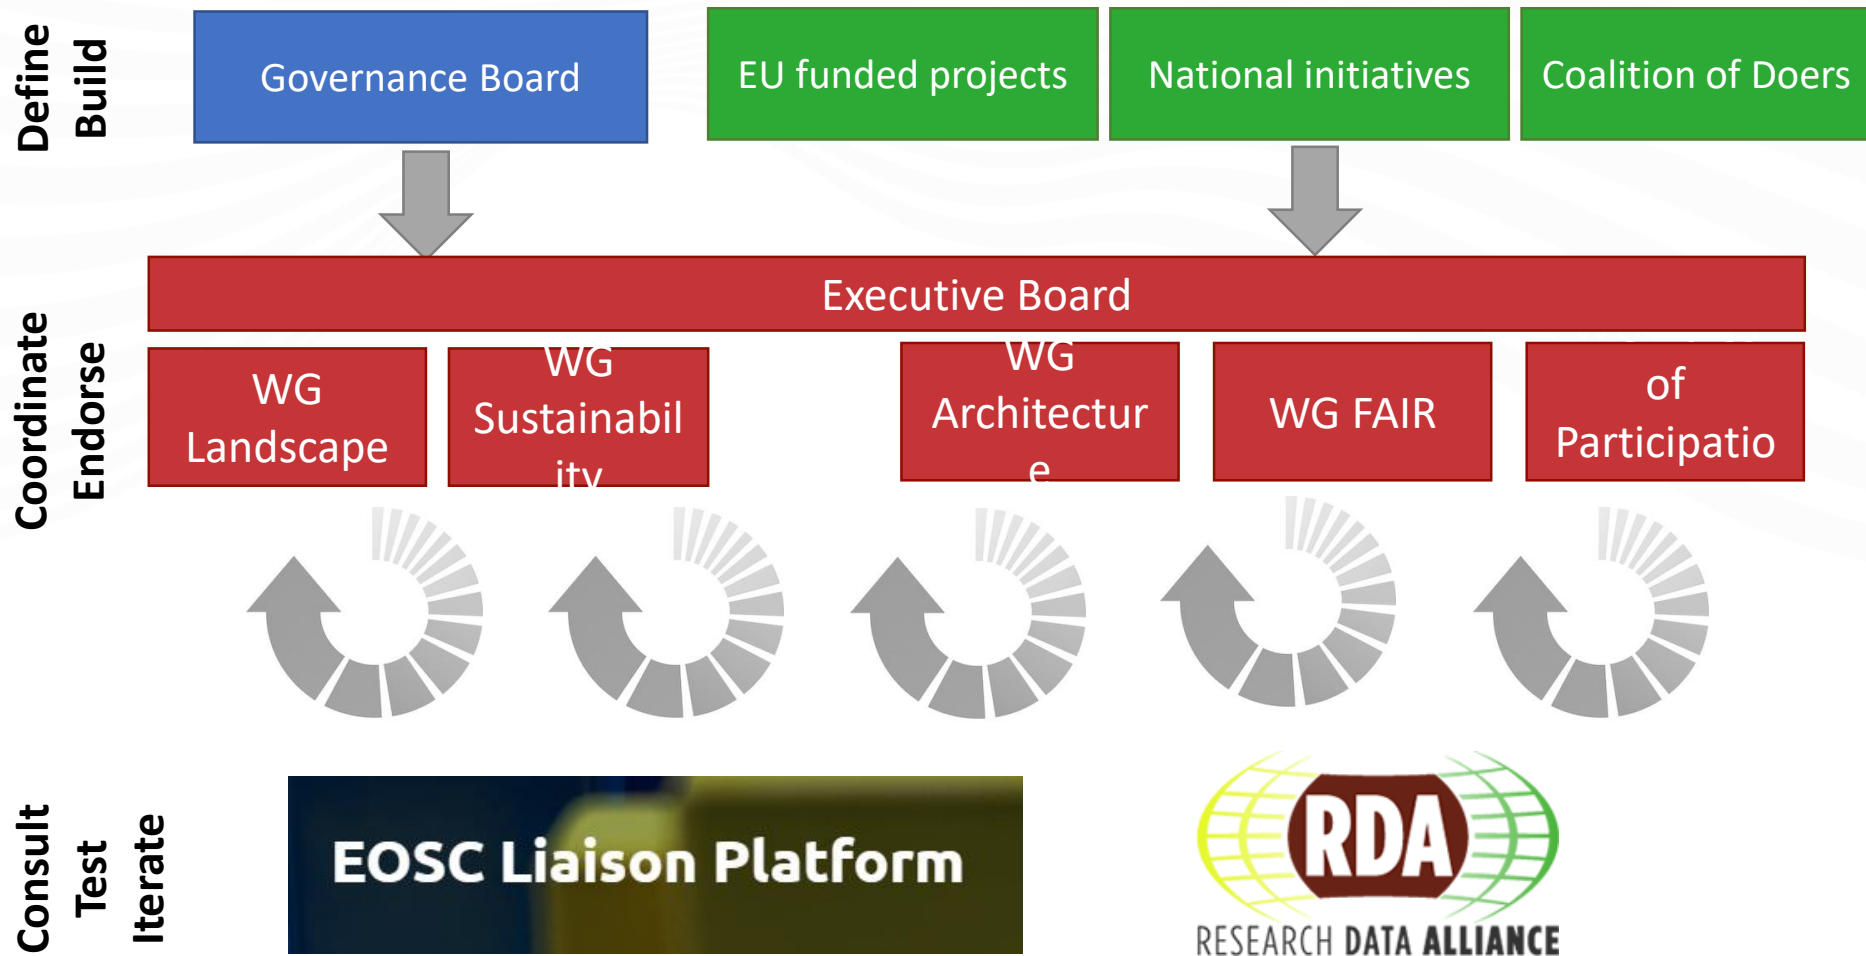 Define
Build
Governance Board
EU funded projects
National initiatives
Coalition of Doers
Coordinate
Endorse
Executive Board
WG
Landscape
WG
Sustainabil
ity
WG
Architectur
e
WG FAIR
of
Participatio
Consult
Test
Iterate
EOSC Liaison Platform
RDA
RESEARCH DATA ALLIANCE